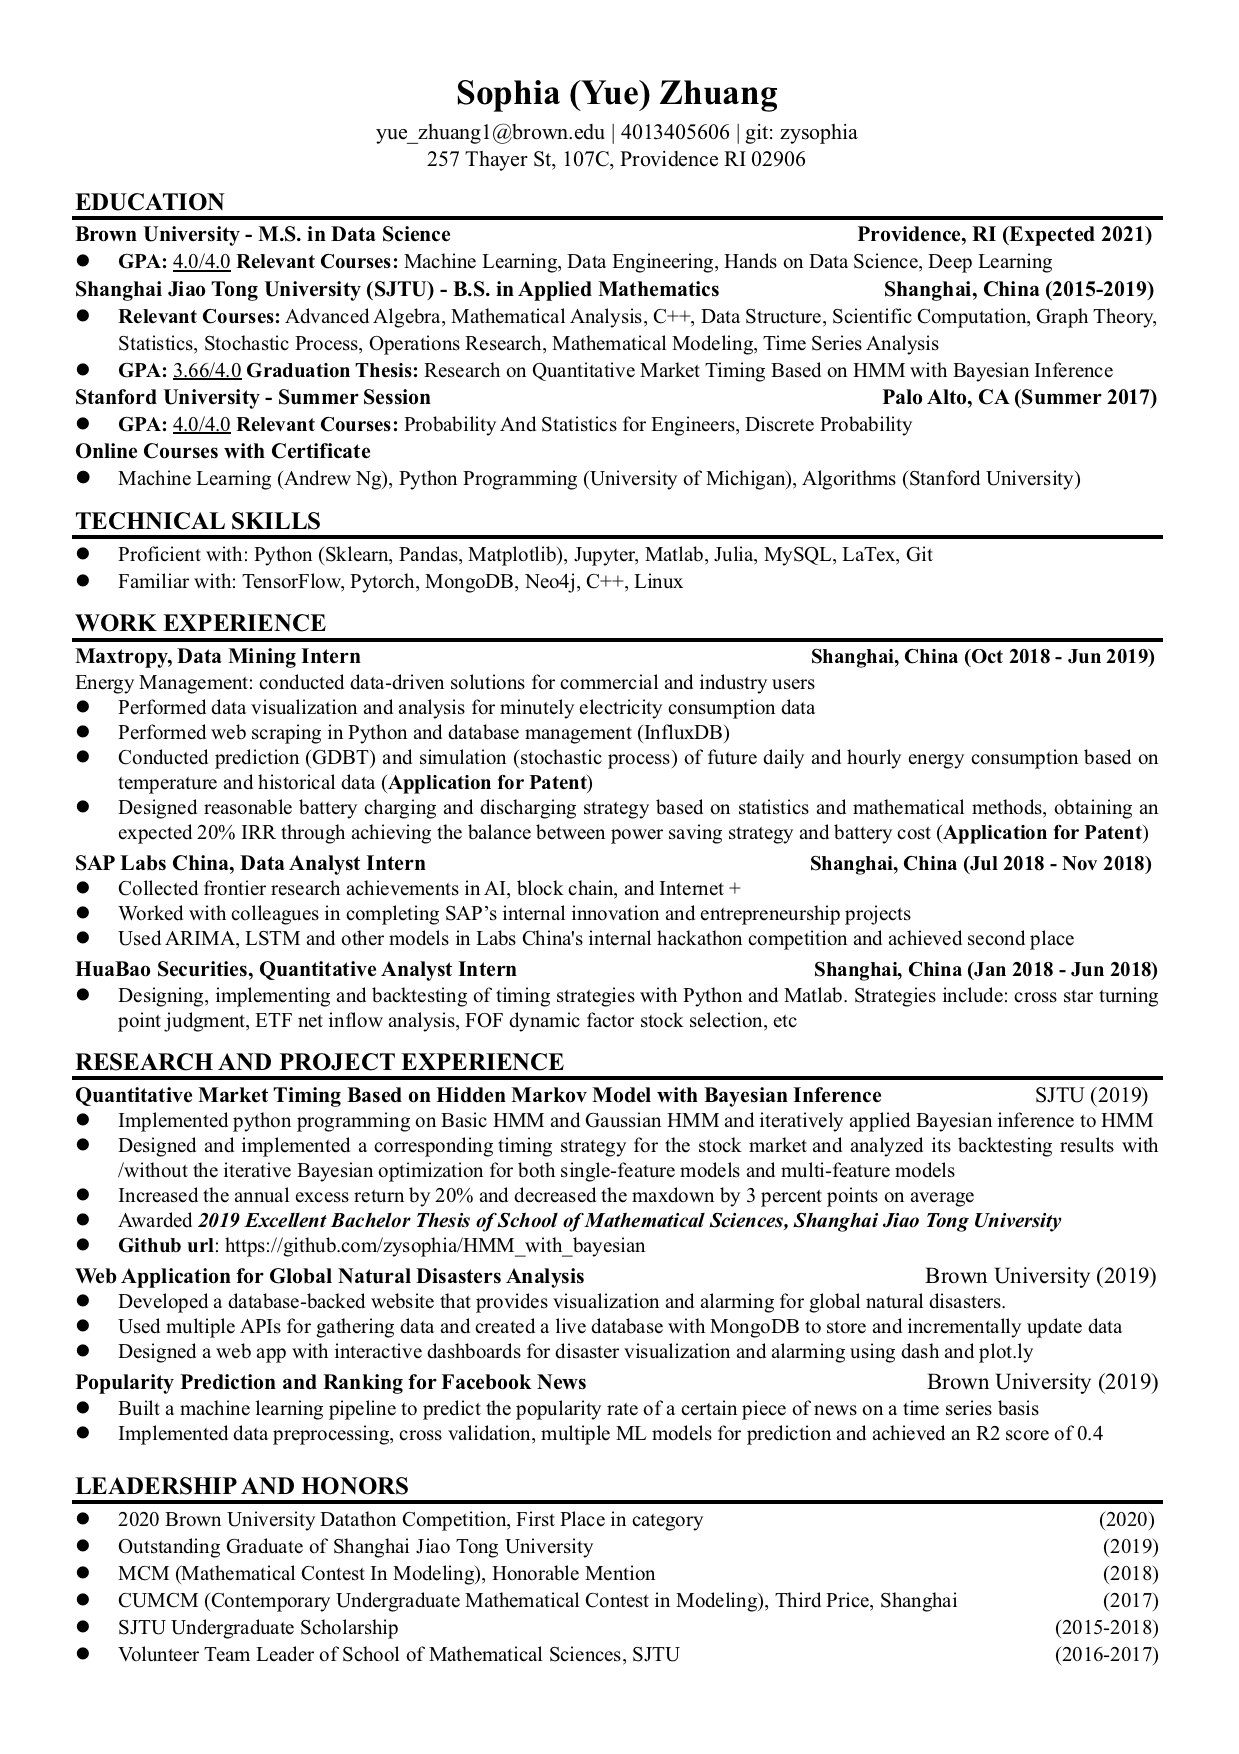 Sophia (Yue) Zhuang
yue_zhuang1@brown.edu | 4013405606 | git: zysophia
257 Thayer St, 107C, Providence RI 02906
EDUCATION
Brown University - M.S. in Data Science Providence, RI (Expected 2021)
● GPA: 4.0/4.0 Relevant Courses: Machine Learning, Data Engineering, Hands on Data Science, Deep Learning
Shanghai Jiao Tong University (SJTU) - B.S. in Applied Mathematics Shanghai, China (2015-2019)
● Relevant Courses: Advanced Algebra, Mathematical Analysis, C++, Data Structure, Scientific Computation, Graph Theory,
Statistics, Stochastic Process, Operations Research, Mathematical Modeling, Time Series Analysis
● GPA: 3.66/4.0 Graduation Thesis: Research on Quantitative Market Timing Based on HMM with Bayesian Inference
Stanford University - Summer Session Palo Alto, CA (Summer 2017)
● GPA: 4.0/4.0 Relevant Courses: Probability And Statistics for Engineers, Discrete Probability
Online Courses with Certificate
● Machine Learning (Andrew Ng), Python Programming (University of Michigan), Algorithms (Stanford University)
TECHNICAL SKILLS
● Proficient with: Python (Sklearn, Pandas, Matplotlib), Jupyter, Matlab, Julia, MySQL, LaTex, Git
● Familiar with: TensorFlow, Pytorch, MongoDB, Neo4j, C++, Linux
WORK EXPERIENCE
Maxtropy, Data Mining Intern Shanghai, China (Oct 2018 - Jun 2019)
Energy Management: conducted data-driven solutions for commercial and industry users
● Performed data visualization and analysis for minutely electricity consumption data
● Performed web scraping in Python and database management (InfluxDB)
● Conducted prediction (GDBT) and simulation (stochastic process) of future daily and hourly energy consumption based on
temperature and historical data (Application for Patent)
● Designed reasonable battery charging and discharging strategy based on statistics and mathematical methods, obtaining an
expected 20% IRR through achieving the balance between power saving strategy and battery cost (Application for Patent)
SAP Labs China, Data Analyst Intern Shanghai, China (Jul 2018 - Nov 2018)
● Collected frontier research achievements in AI, block chain, and Internet +
● Worked with colleagues in completing SAP’s internal innovation and entrepreneurship projects
● Used ARIMA, LSTM and other models in Labs China's internal hackathon competition and achieved second place
HuaBao Securities, Quantitative Analyst Intern Shanghai, China (Jan 2018 - Jun 2018)
● Designing, implementing and backtesting of timing strategies with Python and Matlab. Strategies include: cross star turning
point judgment, ETF net inflow analysis, FOF dynamic factor stock selection, etc
RESEARCH AND PROJECT EXPERIENCE
Quantitative Market Timing Based on Hidden Markov Model with Bayesian Inference SJTU (2019)
● Implemented python programming on Basic HMM and Gaussian HMM and iteratively applied Bayesian inference to HMM
● Designed and implemented a corresponding timing strategy for the stock market and analyzed its backtesting results with
/without the iterative Bayesian optimization for both single-feature models and multi-feature models
● Increased the annual excess return by 20% and decreased the maxdown by 3 percent points on average
● Awarded 2019 Excellent Bachelor Thesis of School of Mathematical Sciences, Shanghai Jiao Tong University
● Github url: https://github.com/zysophia/HMM_with_bayesian
Web Application for Global Natural Disasters Analysis Brown University (2019)
● Developed a database-backed website that provides visualization and alarming for global natural disasters.
● Used multiple APIs for gathering data and created a live database with MongoDB to store and incrementally update data
● Designed a web app with interactive dashboards for disaster visualization and alarming using dash and plot.ly
Popularity Prediction and Ranking for Facebook News Brown University (2019)
● Built a machine learning pipeline to predict the popularity rate of a certain piece of news on a time series basis
● Implemented data preprocessing, cross validation, multiple ML models for prediction and achieved an R2 score of 0.4
LEADERSHIP AND HONORS
● 2020 Brown University Datathon Competition, First Place in category (2020)
● Outstanding Graduate of Shanghai Jiao Tong University (2019)
● MCM (Mathematical Contest In Modeling), Honorable Mention (2018)
● CUMCM (Contemporary Undergraduate Mathematical Contest in Modeling), Third Price, Shanghai (2017)
● SJTU Undergraduate Scholarship (2015-2018)
● Volunteer Team Leader of School of Mathematical Sciences, SJTU (2016-2017)